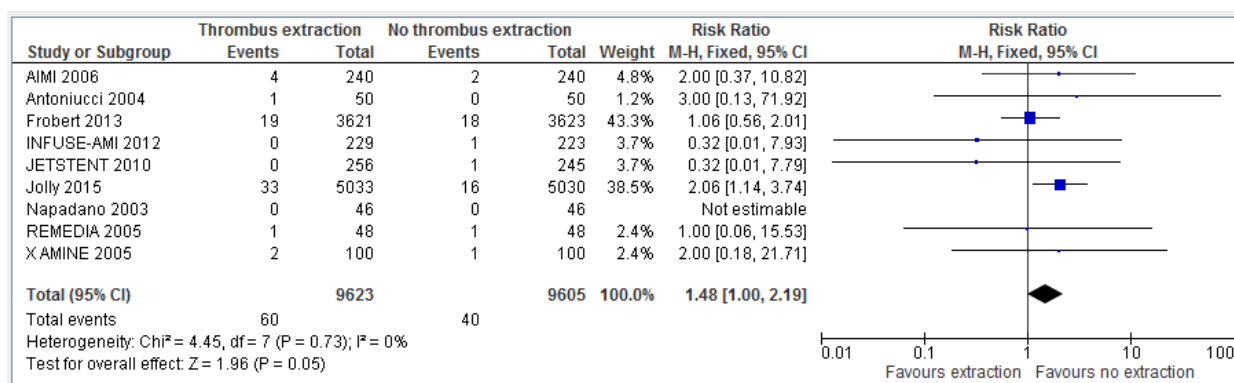 Thrombus extraction No thrombus extraction Risk Ratio Risk Ratio
Study or Subgroup Events Total Events Total Weight M-H, Fixed, 95% CI M-H, Fixed, 95% CI
AIMI 2006 4 240 2 240 4.8% 2.00 [0.37, 10.82]
Antoniucci 2004 1 50 0 50 1.2% 3.00 [0.13, 71.92]
Frobert 2013 19 3621 18 3623 43.3% 1.06 [0.56, 2.01]
INFUSE-AMI 2012 0 229 1 223 3.7% 0.32 [0.01, 7.93]
JETSTENT 2010 0 256 1 245 3.7% 0.32 [0.01, 7.79]
Jolly 2015 33 5033 16 5030 38.5% 2.06 [1.14, 3.74]
Napadano 2003 0 46 0 46 Not estimable
REMEDIA 2005 1 48 1 48 2.4% 1.00 [0.06, 15.53]
X AMINE 2005 2 100 1 100 2.4% 2.00 [0.18, 21.71]
Total (95% CI) 9623 9605 100.0% 1.48 [1.00, 2.19]
Total events 60 40
Heterogeneity: Chi² = 4.45, df = 7 (P = 0.73); I² = 0%
Test for overall effect: Z = 1.96 (P = 0.05)
0.01 0.1 1 10 100
Favours extraction Favours no extraction